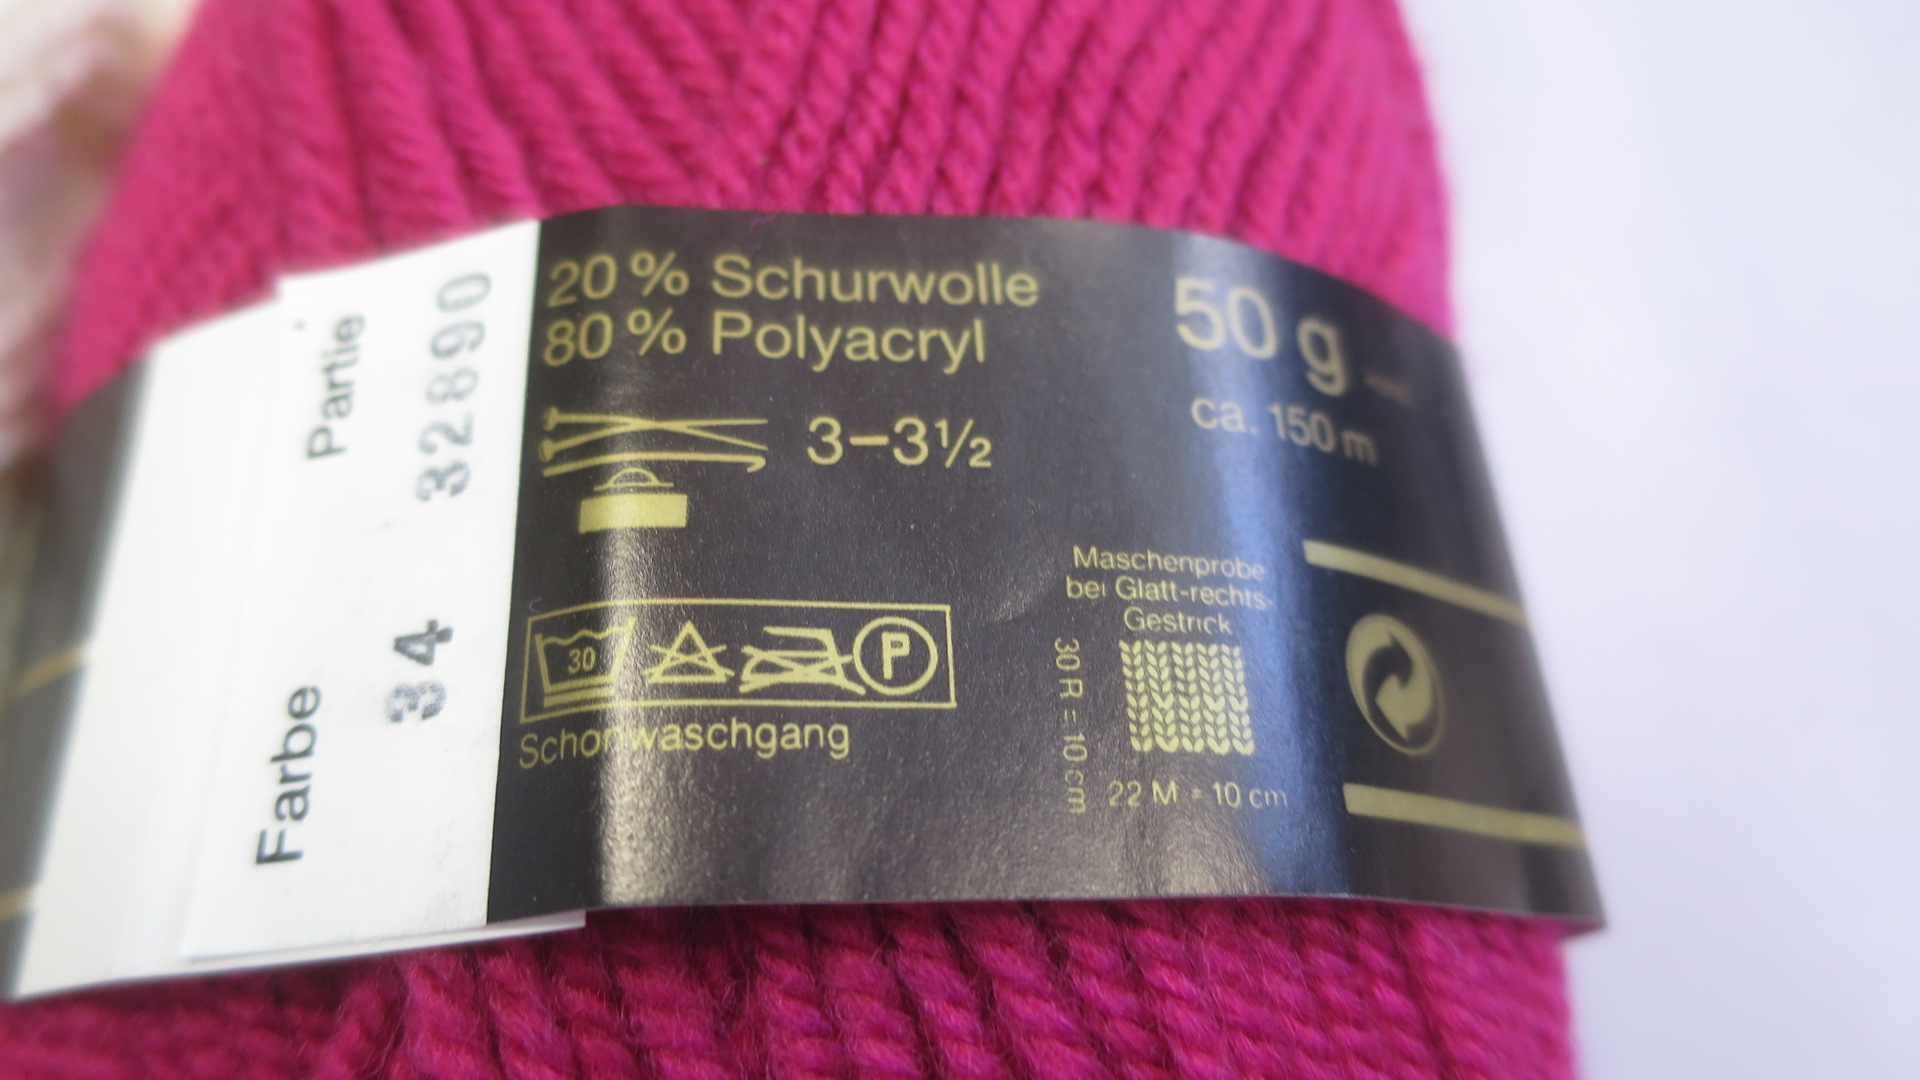 Partie
32890
Farbe
34
20 % Schurwolle
80 % Polyacryl
3-3½
50 g
ca. 150 m
30
P
Schonwaschgang
Maschenprobe
bei Glatt-rechts-
Gestrick
30 R = 10 cm
22 M = 10 cm